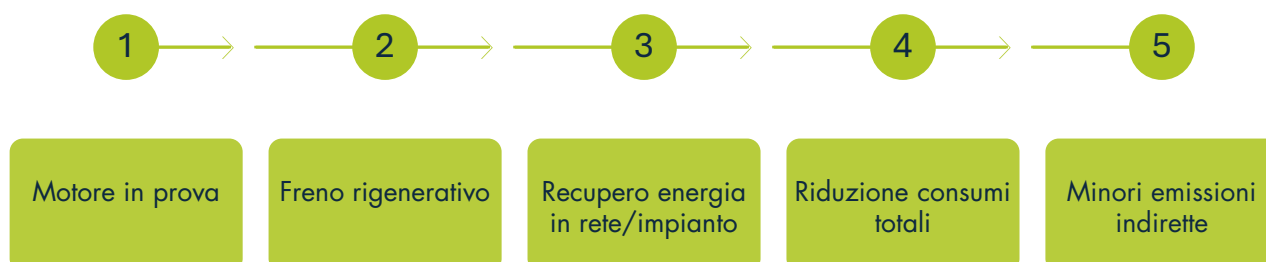 1
2
3
4
5
Motore in prova
Freno rigenerativo
Recupero energia
in rete/impianto
Riduzione consumi
totali
Minori emissioni
indirette